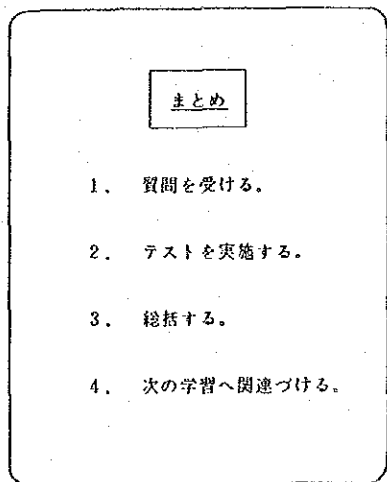 まとめ
1. 質問を受ける。
2. テストを実施する。
3. 総括する。
4. 次の学習へ関連づける。